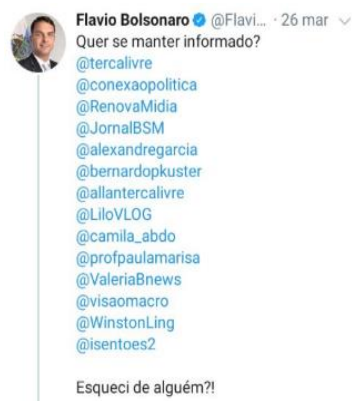 Flavio Bolsonaro @Flavi... · 26 mar
Quer se manter informado?
@tercalivre
@conexaopolitica
@RenovaMidia
@JornalBSM
@alexandregarcia
@bernardopkuster
@allantercalivre
@LiloVLOG
@camila_abdo
@profpaulamarisa
@ValeriaBnews
@visaomacro
@WinstonLing
@isentoes2
Esqueci de alguém?!